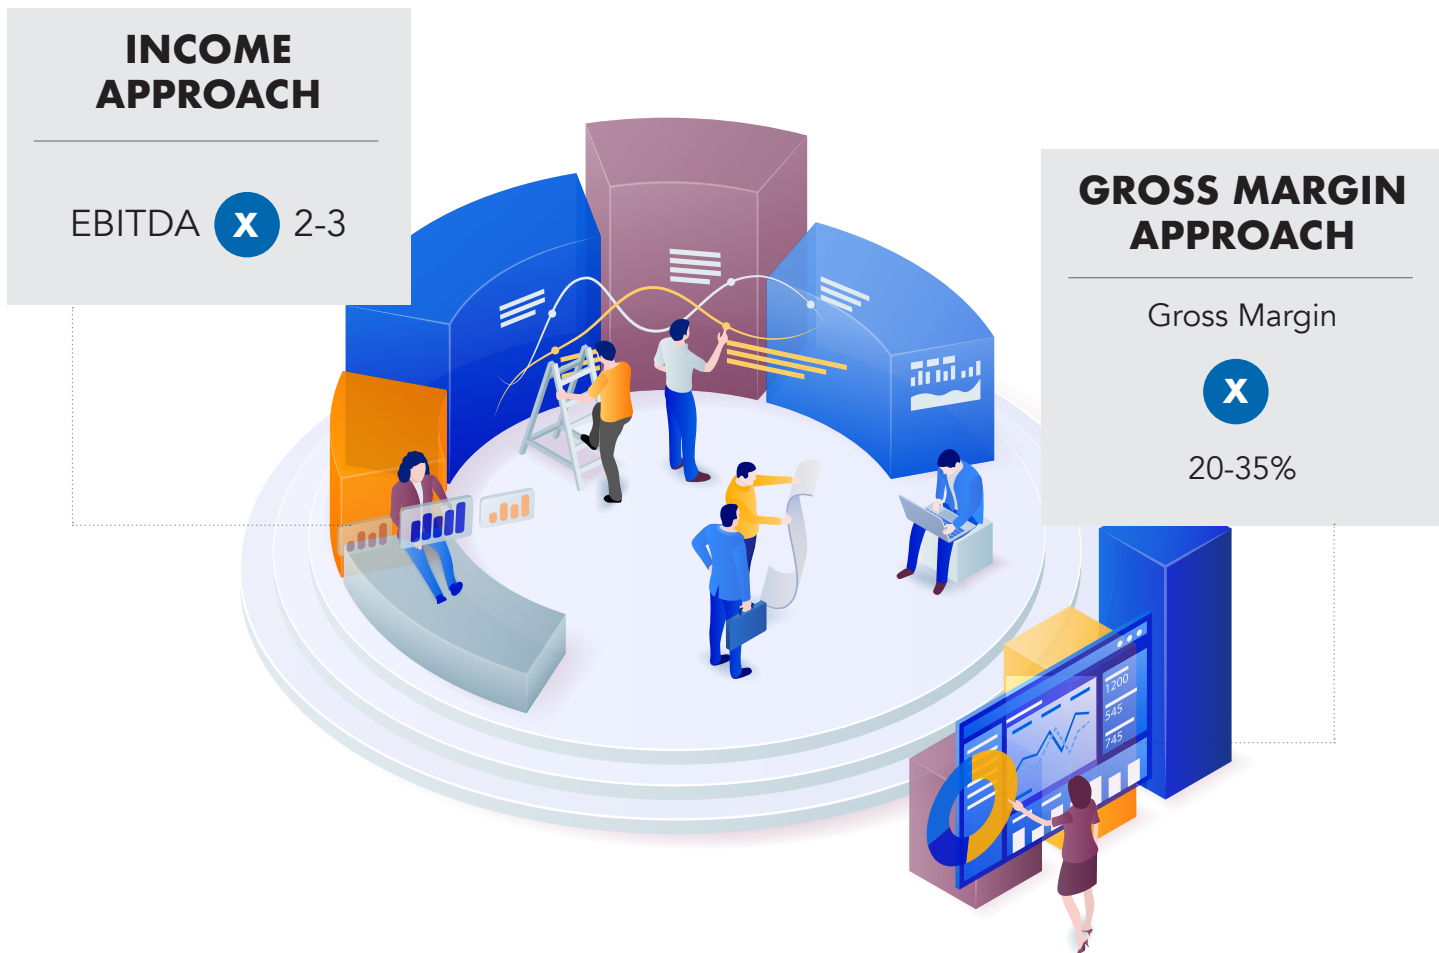 INCOME
APPROACH
EBITDA X 2-3
GROSS MARGIN
APPROACH
Gross Margin
X
20-35%
1200
545
745